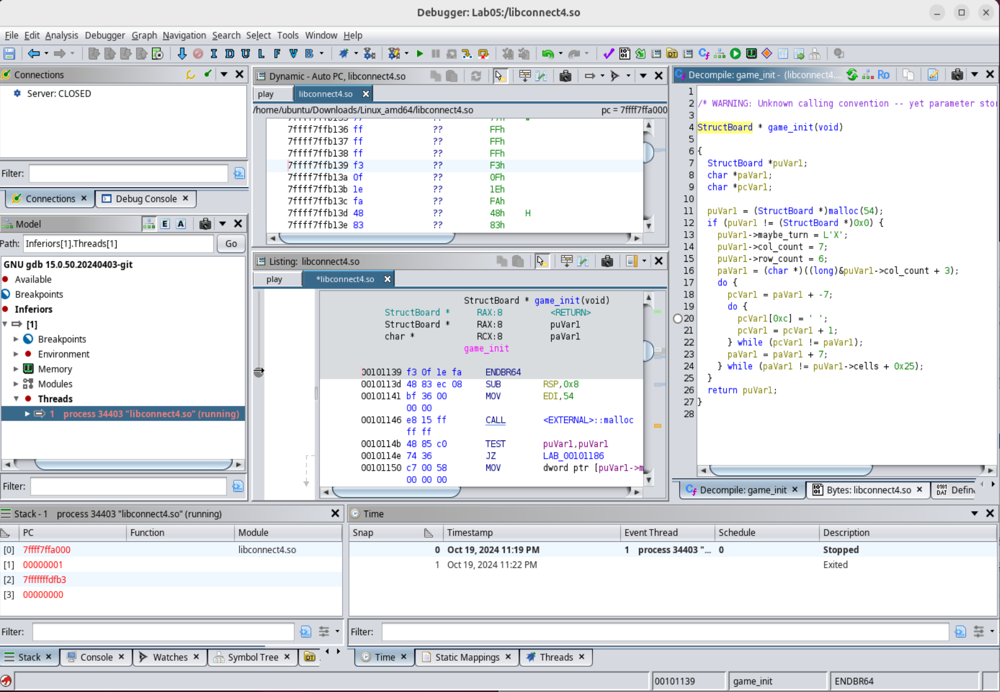 Debugger: Lab05:/libconnect4.so
File Edit Analysis Debugger Graph Navigation Search Select Tools Window Help
I D U L F V B
Connections
Server: CLOSED
Filter:
Connections × Debug Console ×
Model
Path: Inferiors[1].Threads[1] Go
GNU gdb 15.0.50.20240403-git
Available
Breakpoints
Inferiors
[1]
Breakpoints
Environment
Memory
Modules
Threads
1 process 34403 "libconnect4.so" (running)
Filter:
Dynamic - Auto PC, libconnect4.so
play libconnect4.so
/home/ubuntu/Downloads/Linux_amd64/libconnect4.so pc = 7ffff7ffa000
7ffff7ffb136 ff ?? FFh
7ffff7ffb137 ff ?? FFh
7ffff7ffb138 ff ?? FFh
7ffff7ffb139 f3 ?? F3h
7ffff7ffb13a 0f ?? 0Fh
7ffff7ffb13b 1e ?? 1Eh
7ffff7ffb13c fa ?? FAh
7ffff7ffb13d 48 ?? 48h H
7ffff7ffb13e 83 ?? 83h
Listing: libconnect4.so
play *libconnect4.so
StructBoard * game_init(void)
StructBoard * RAX:8 <RETURN>
StructBoard * RAX:8 puVar1
char * RCX:8 paVar1
game_init
00101139 f3 0f 1e fa ENDBR64
0010113d 48 83 ec 08 SUB RSP,0x8
00101141 bf 36 00 MOV EDI,54
00 00
00101146 e8 15 ff CALL <EXTERNAL>::malloc
ff ff
0010114b 48 85 c0 TEST puVar1,puVar1
0010114e 74 36 JZ LAB_00101186
00101150 c7 00 58 MOV dword ptr [puVar1->m
00 00 00
Decompile: game_init - (libconnect4....
1
2 /* WARNING: Unknown calling convention -- yet parameter stor
3
4 StructBoard * game_init(void)
5
6 {
7 StructBoard *puVar1;
8 char *paVar1;
9 char *pcVar1;
10
11 puVar1 = (StructBoard *)malloc(54);
12 if (puVar1 != (StructBoard *)0x0) {
13 puVar1->maybe_turn = L'X';
14 puVar1->col_count = 7;
15 puVar1->row_count = 6;
16 paVar1 = (char *)((long)&puVar1->col_count + 3);
17 do {
18 pcVar1 = paVar1 + -7;
19 do {
20 pcVar1[0xc] = ' ';
21 pcVar1 = pcVar1 + 1;
22 } while (pcVar1 != paVar1);
23 paVar1 = paVar1 + 7;
24 } while (paVar1 != puVar1->cells + 0x25);
25 }
26 return puVar1;
27 }
28
Decompile: game_init × Bytes: libconnect4.so ×
Stack - 1 process 34403 "libconnect4.so" (running)
PC Function Module
[0] 7ffff7ffa000 libconnect4.so
[1] 00000001
[2] 7fffffffdfb3
[3] 00000000
Filter:
Stack × Console × Watches × Symbol Tree ×
Time
Snap Timestamp Event Thread Schedule Description
0 Oct 19, 2024 11:19 PM 1 process 34403 "... 0 Stopped
1 Oct 19, 2024 11:22 PM Exited
Filter:
Time × Static Mappings × Threads ×
00101139 game_init ENDBR64